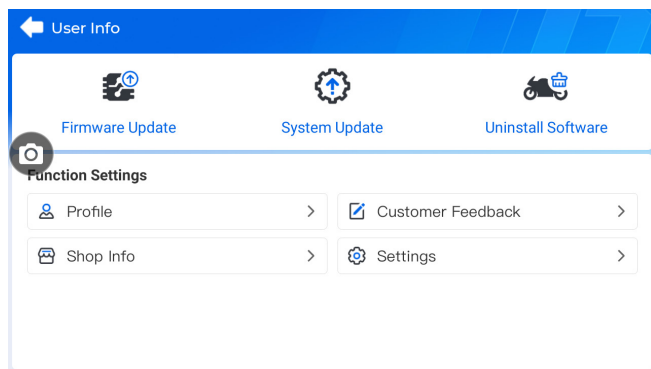 User Info
Firmware Update
System Update
Uninstall Software
Function Settings
Profile
Customer Feedback
Shop Info
Settings